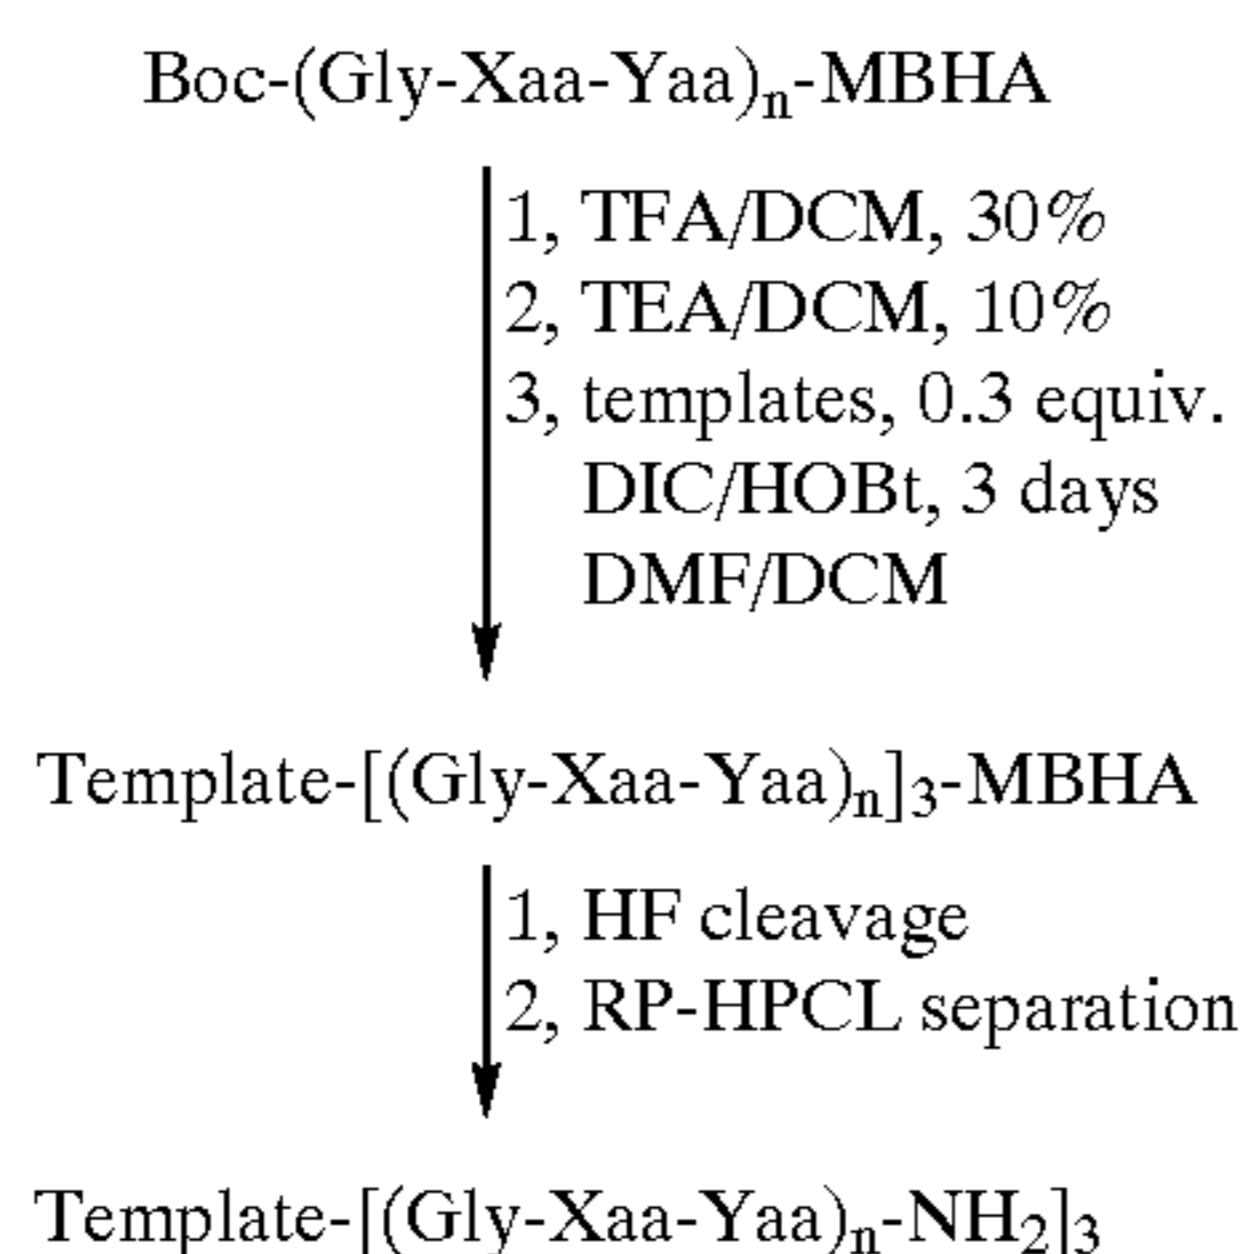 Boc-(Gly-Xaa-Yaa)n-MBHA
1, TFA/DCM, 30%
2, TEA/DCM, 10%
3, templates, 0.3 equiv.
DIC/HOBt, 3 days
DMF/DCM
Template-[(Gly-Xaa-Yaa)n]3-MBHA
1, HF cleavage
2, RP-HPCL separation
Template-[(Gly-Xaa-Yaa)n-NH2]3